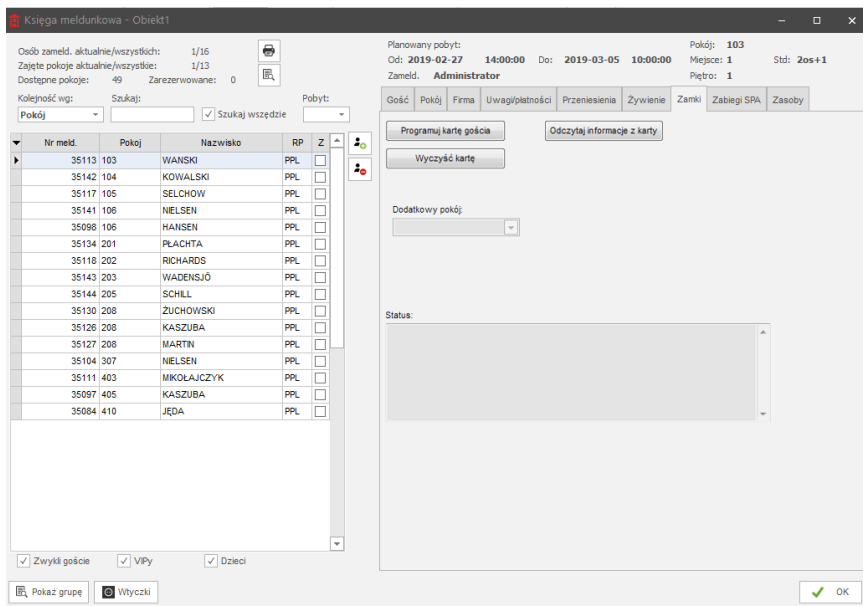 Księga meldunkowa - Obiekt1
Osób zameld. aktualnie/wszystkich: 1/16
Zajęte pokoje aktualnie/wszystkie: 1/13
Dostępne pokoje: 49 Zarezerwowane: 0
Kolejność wg: Szukaj: Pobyt:
Pokój Szukaj wszędzie
Nr meld. Pokoj Nazwisko RP Z
35113 103 WANSKI PPL
35142 104 KOWALSKI PPL
35117 105 SELCHOW PPL
35141 106 NIELSEN PPL
35098 106 HANSEN PPL
35134 201 PŁACHTA PPL
35118 202 RICHARDS PPL
35143 203 WADENSJÖ PPL
35144 205 SCHILL PPL
35130 208 ŻUCHOWSKI PPL
35126 208 KASZUBA PPL
35127 208 MARTIN PPL
35104 307 NIELSEN PPL
35111 403 MIKOŁAJCZYK PPL
35097 405 KASZUBA PPL
35084 410 JĘDA PPL
Zwykli goście VIPy Dzieci
Pokaż grupę Wtyczki
Planowany pobyt: Pokój: 103
Od: 2019-02-27 14:00:00 Do: 2019-03-05 10:00:00 Miejsce: 1 Std: 2os+1
Zameld. Administrator Piętro: 1
Gość Pokój Firma Uwagi/płatności Przeniesienia Żywienie Zamki Zabiegi SPA Zasoby
Programuj kartę gościa Odczytaj informacje z karty
Wyczyść kartę
Dodatkowy pokój:
Status:
OK